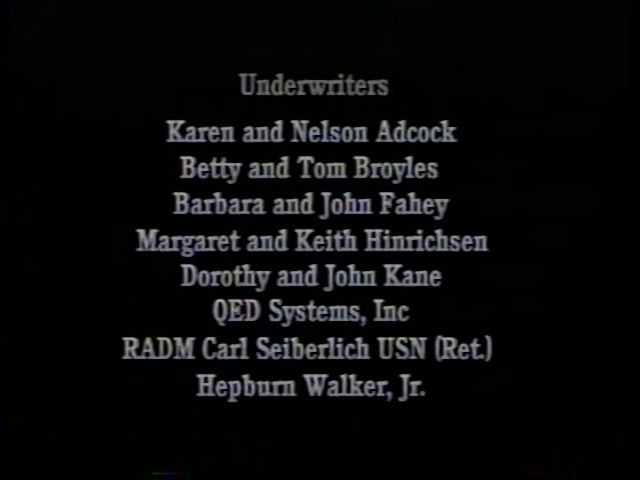 Underwriters
Karen and Nelson Adcock
Betty and Tom Broyles
Barbara and John Fahey
Margaret and Keith Hinrichsen
Dorothy and John Kane
QED Systems, Inc
RADM Carl Seiberlich USN (Ret.)
Hepburn Walker, Jr.